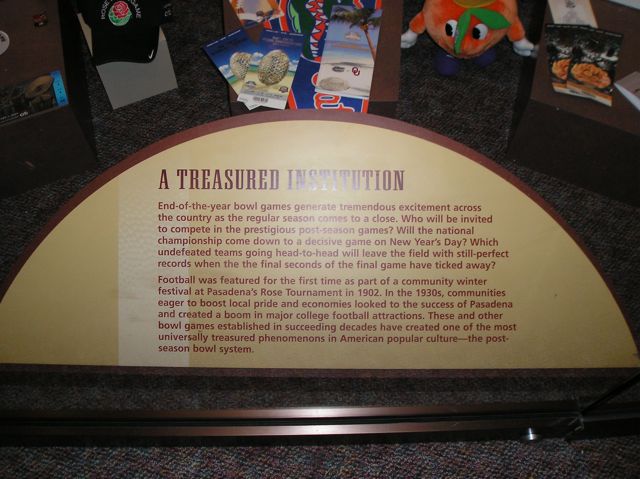 A TREASURED INSTITUTION
End-of-the-year bowl games generate tremendous excitement across
the country as the regular season comes to a close. Who will be invited
to compete in the prestigious post-season games? Will the national
championship come down to a decisive game on New Year's Day? Which
undefeated teams going head-to-head will leave the field with still-perfect
records when the the final seconds of the final game have ticked away?
Football was featured for the first time as part of a community winter
festival at Pasadena's Rose Tournament in 1902. In the 1930s, communities
eager to boost local pride and economies looked to the success of Pasadena
and created a boom in major college football attractions. These and other
bowl games established in succeeding decades have created one of the most
universally treasured phenomenons in American popular culture—the post-
season bowl system.